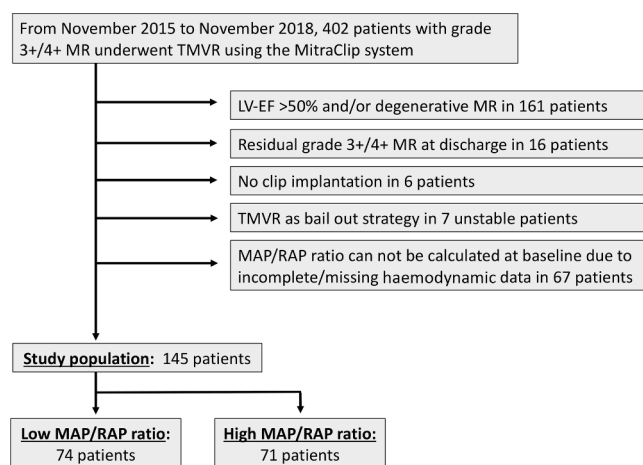 From November 2015 to November 2018, 402 patients with grade
3+/4+ MR underwent TMVR using the MitraClip system
LV-EF >50% and/or degenerative MR in 161 patients
Residual grade 3+/4+ MR at discharge in 16 patients
No clip implantation in 6 patients
TMVR as bail out strategy in 7 unstable patients
MAP/RAP ratio can not be calculated at baseline due to
incomplete/missing haemodynamic data in 67 patients
Study population: 145 patients
Low MAP/RAP ratio:
74 patients
High MAP/RAP ratio:
71 patients